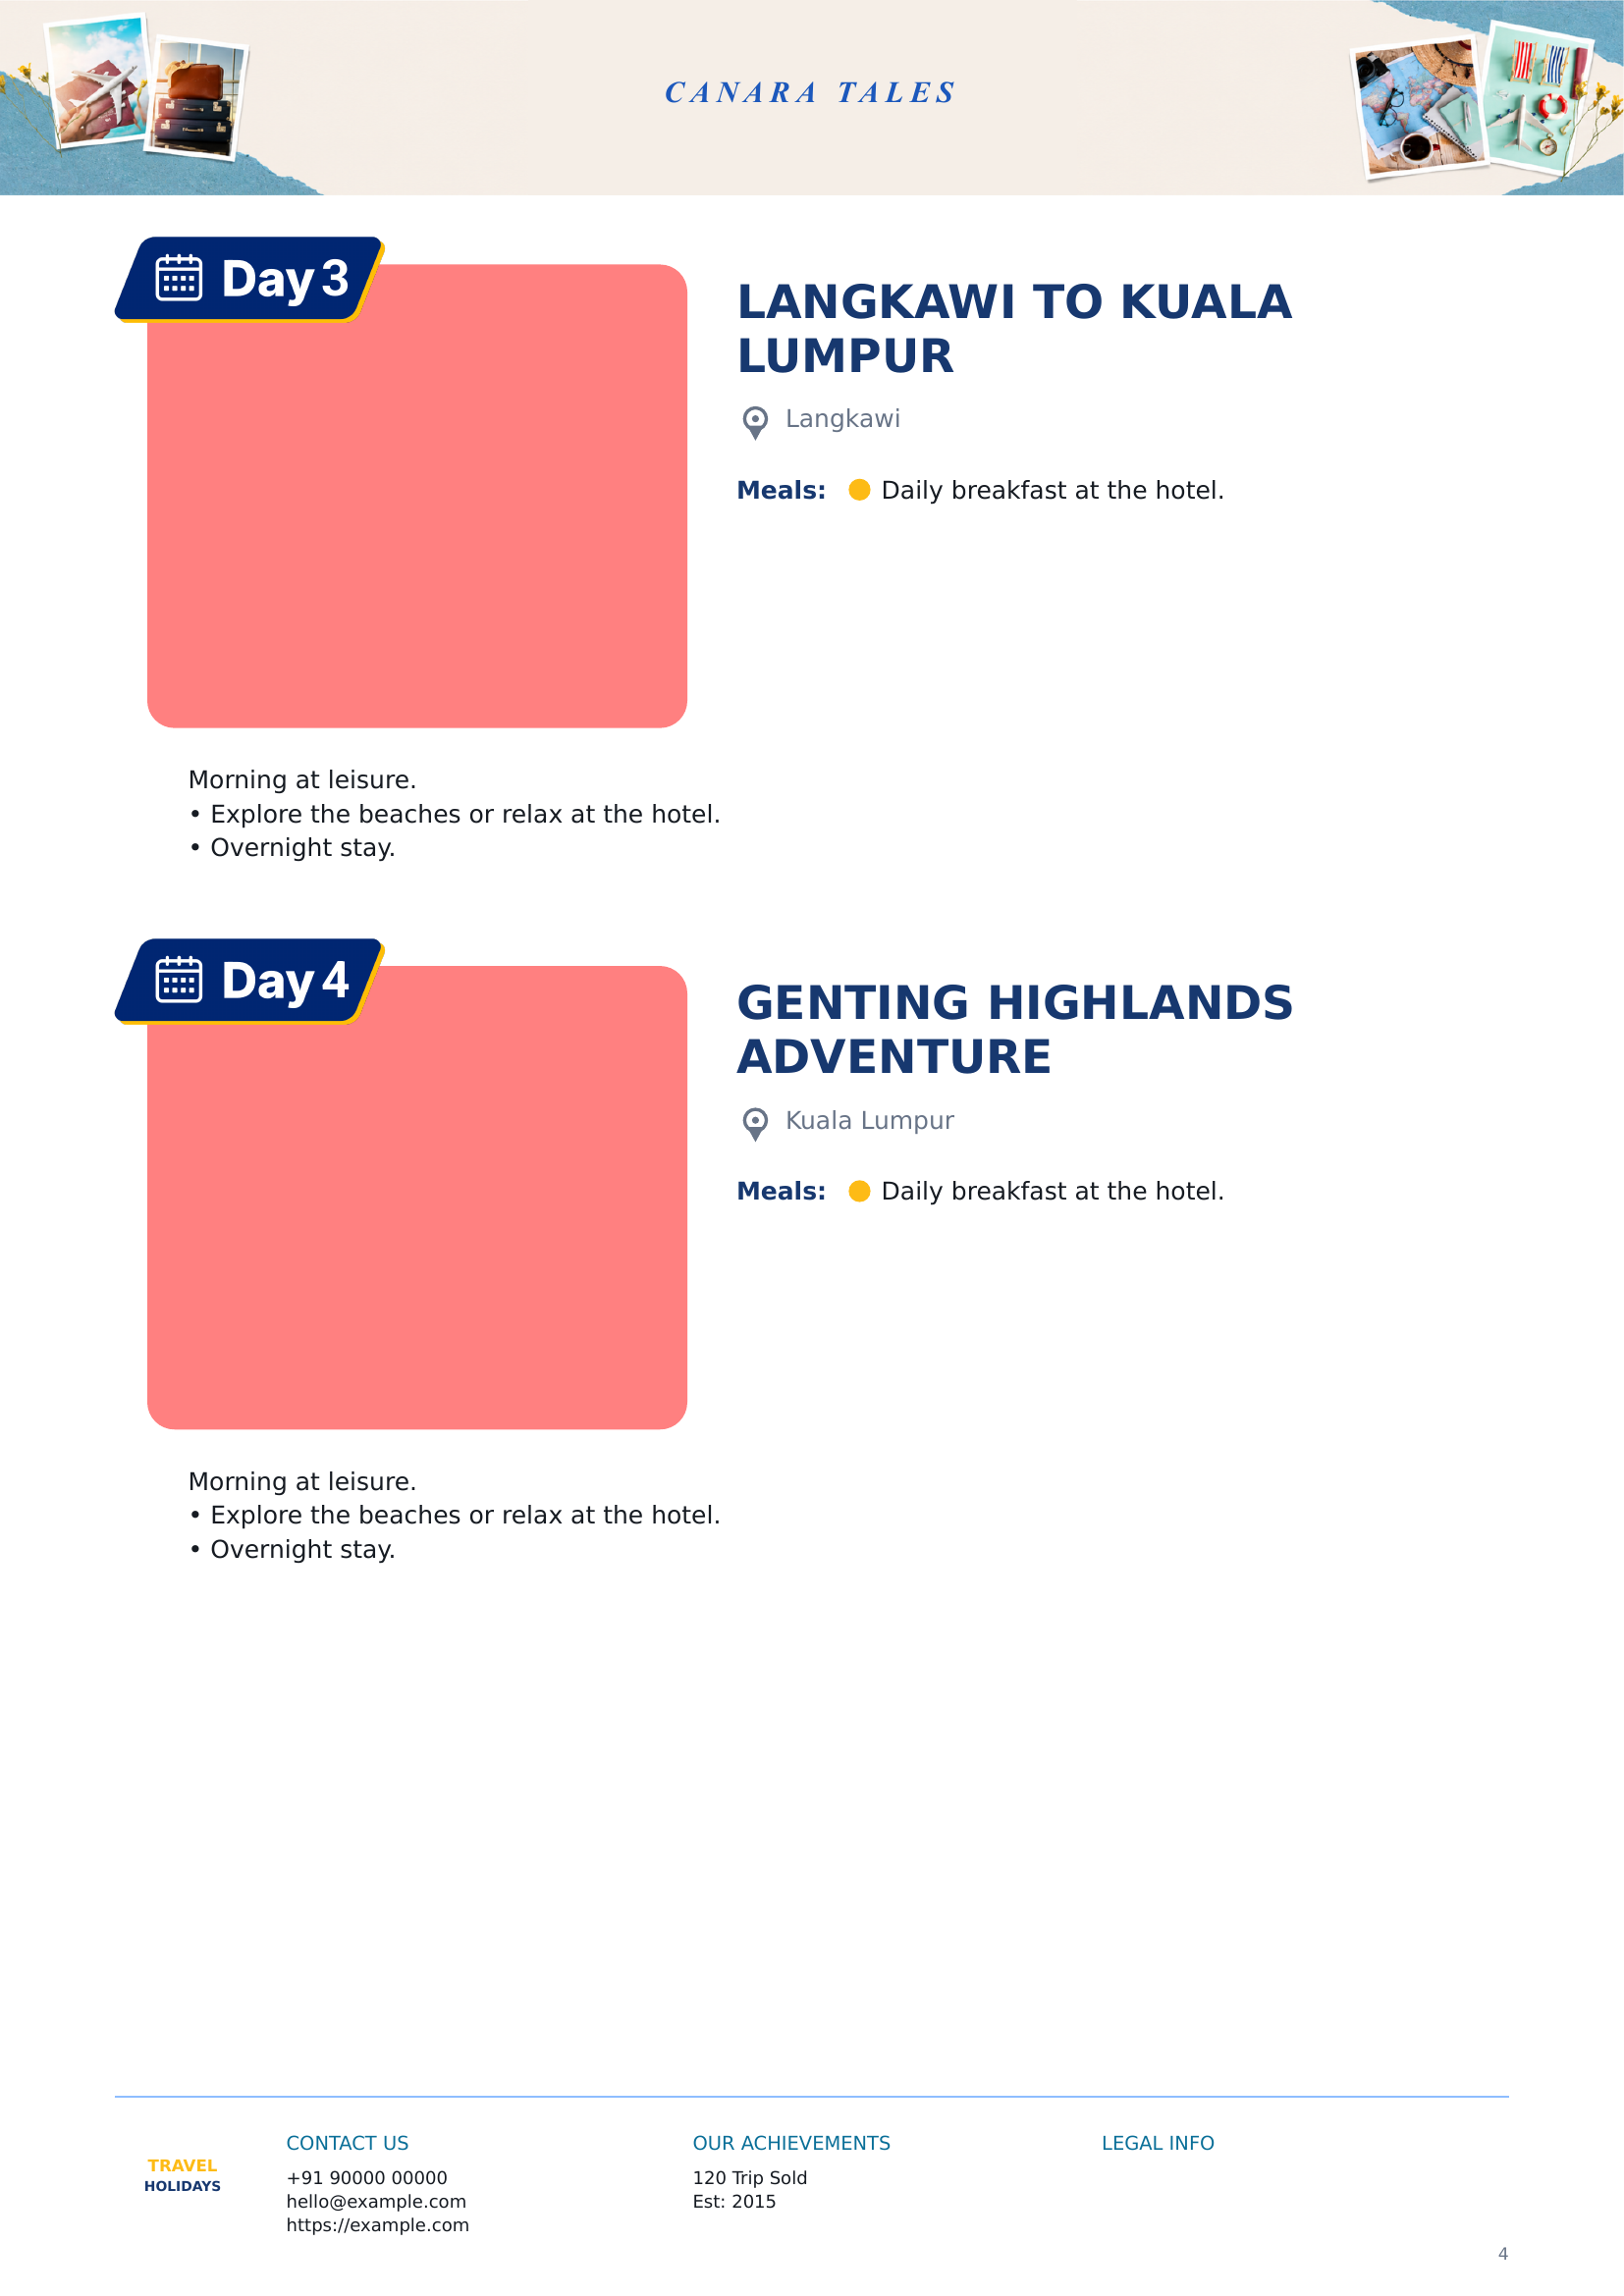 CANARA TALES
Day 3
LANGKAWI TO KUALA
LUMPUR
Langkawi
Meals: Daily breakfast at the hotel.
Morning at leisure.
• Explore the beaches or relax at the hotel.
• Overnight stay.
Day 4
GENTING HIGHLANDS
ADVENTURE
Kuala Lumpur
Meals: Daily breakfast at the hotel.
Morning at leisure.
• Explore the beaches or relax at the hotel.
• Overnight stay.
TRAVEL
HOLIDAYS
CONTACT US
+91 90000 00000
hello@example.com
https://example.com
OUR ACHIEVEMENTS
120 Trip Sold
Est: 2015
LEGAL INFO
4